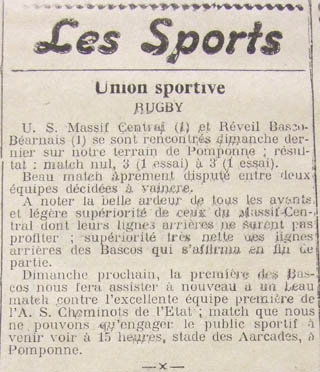 Les Sports
Union sportive
RUGBY
U. S. Massif Central (1) et Réveil Basco-
Béarnais (1) se sont rencontrés dimanche der-
nier sur notre terrain de Pomponne ; résul-
tat : match nul, 3 (1 essai) à 3 (1 essai).
Beau match âprement disputé entre deux
équipes décidées à vaincre.
A noter la belle ardeur de tous les avants
et légère supériorité de ceux du Massif-Cen-
tral dont leurs lignes arrières ne surent pas
profiter ; supériorité très nette des lignes
arrières des Bascos qui s'affirma en fin de
partie.
Dimanche prochain, la première des Bas-
cos nous fera assister à nouveau a un beau
match contre l'excellente équipe première de
l'A. S. Cheminots de l'Etat ; match que nous
ne pouvons qu'engager le public sportif à
venir voir à 15 heures, stade des Aarcades, à
Pomponne.
—x—